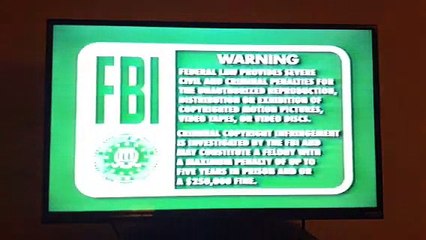 FBI
WARNING
FEDERAL LAW PROVIDES SEVERE
CIVIL AND CRIMINAL PENALTIES FOR
THE UNAUTHORIZED REPRODUCTION,
DISTRIBUTION OR EXHIBITION OF
COPYRIGHTED MOTION PICTURES,
VIDEO TAPES, OR VIDEO DISCS.
CRIMINAL COPYRIGHT INFRINGEMENT
IS INVESTIGATED BY THE FBI AND
MAY CONSTITUTE A FELONY WITH
A MAXIMUM PENALTY OF UP TO
FIVE YEARS IN PRISON AND OR
A $250,000 FINE.